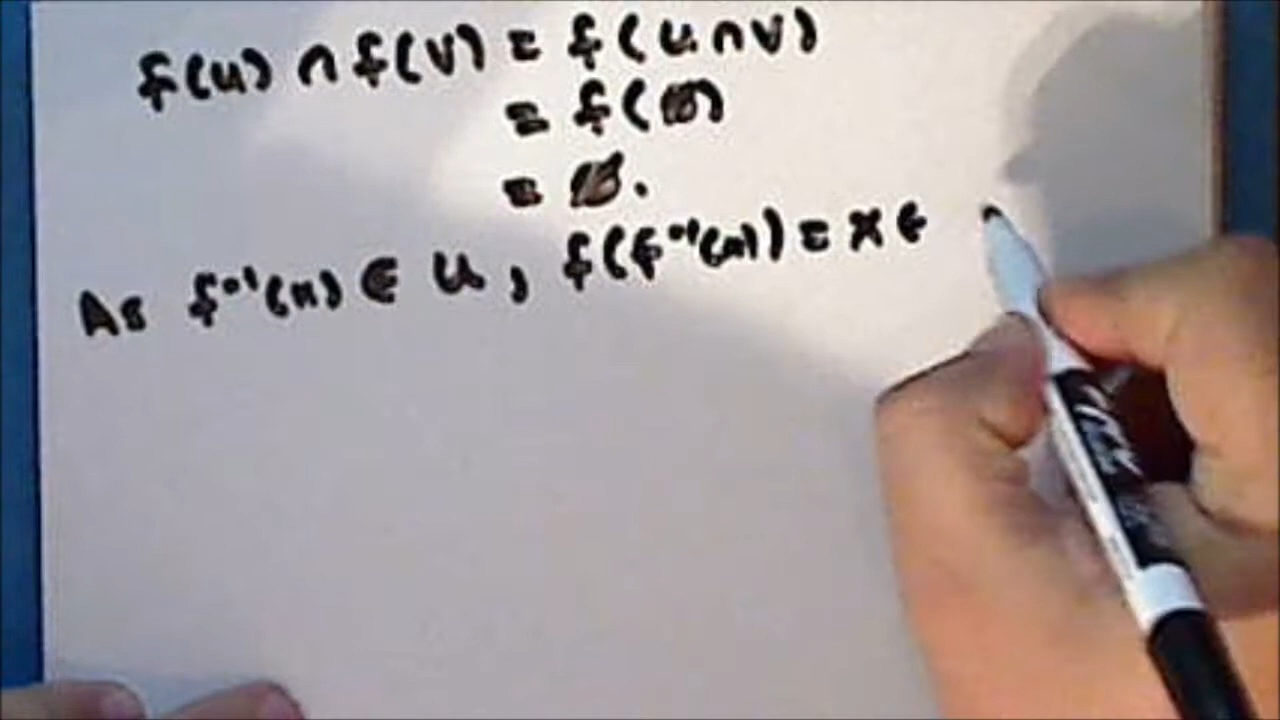 f(U) ∩ f(V) = f(U∩V)
= f(∅)
= ∅.
As f⁻¹(x) ∈ U, f(f⁻¹(x)) = x ∈